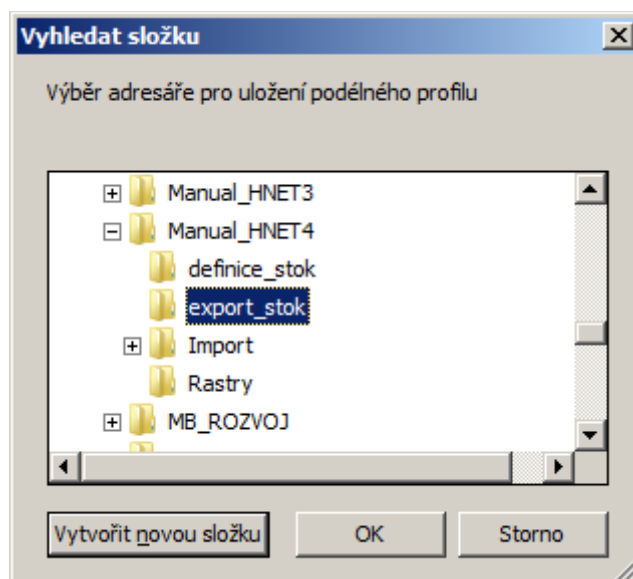 Vyhledat složku
Výběr adresáře pro uložení podélného profilu
Manual_HNET3
Manual_HNET4
definice_stok
export_stok
Import
Rastry
MB_ROZVOJ
Vytvořit novou složku OK Storno